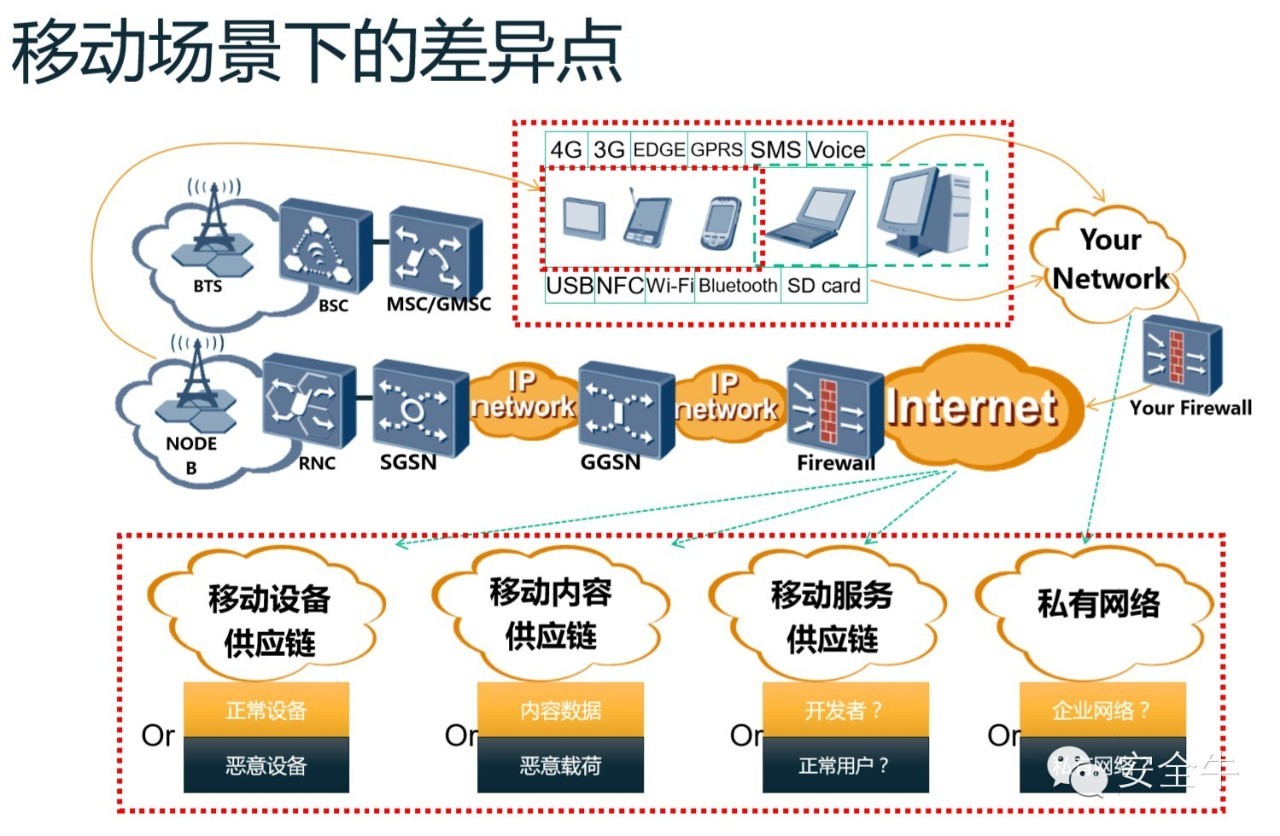 移动场景下的差异点
4G 3G EDGE GPRS SMS Voice
USB NFC Wi-Fi Bluetooth SD card
Your
Network
BTS
BSC
MSC/GMSC
Your Firewall
NODE
B
RNC
SGSN
IP
network
GGSN
IP
network
Firewall
Internet
移动设备
供应链
移动内容
供应链
移动服务
供应链
私有网络
Or
正常设备
恶意设备
Or
内容数据
恶意载荷
Or
开发者？
正常用户？
Or
企业网络？
私有网络？
安全牛